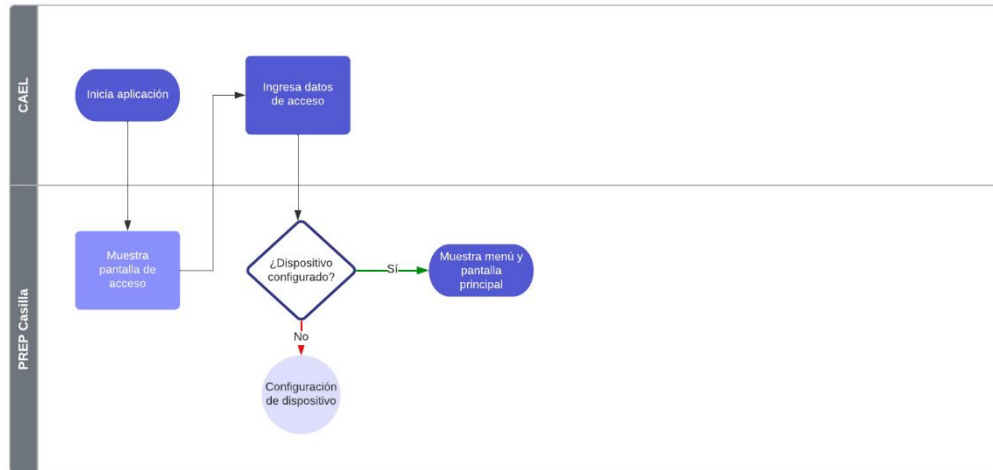 CAEL
Inicia aplicación
Ingresa datos
de acceso
PREP Casilla
Muestra
pantalla de
acceso
¿Dispositivo
configurado?
Sí
Muestra menú y
pantalla
principal
No
Configuración
de dispositivo